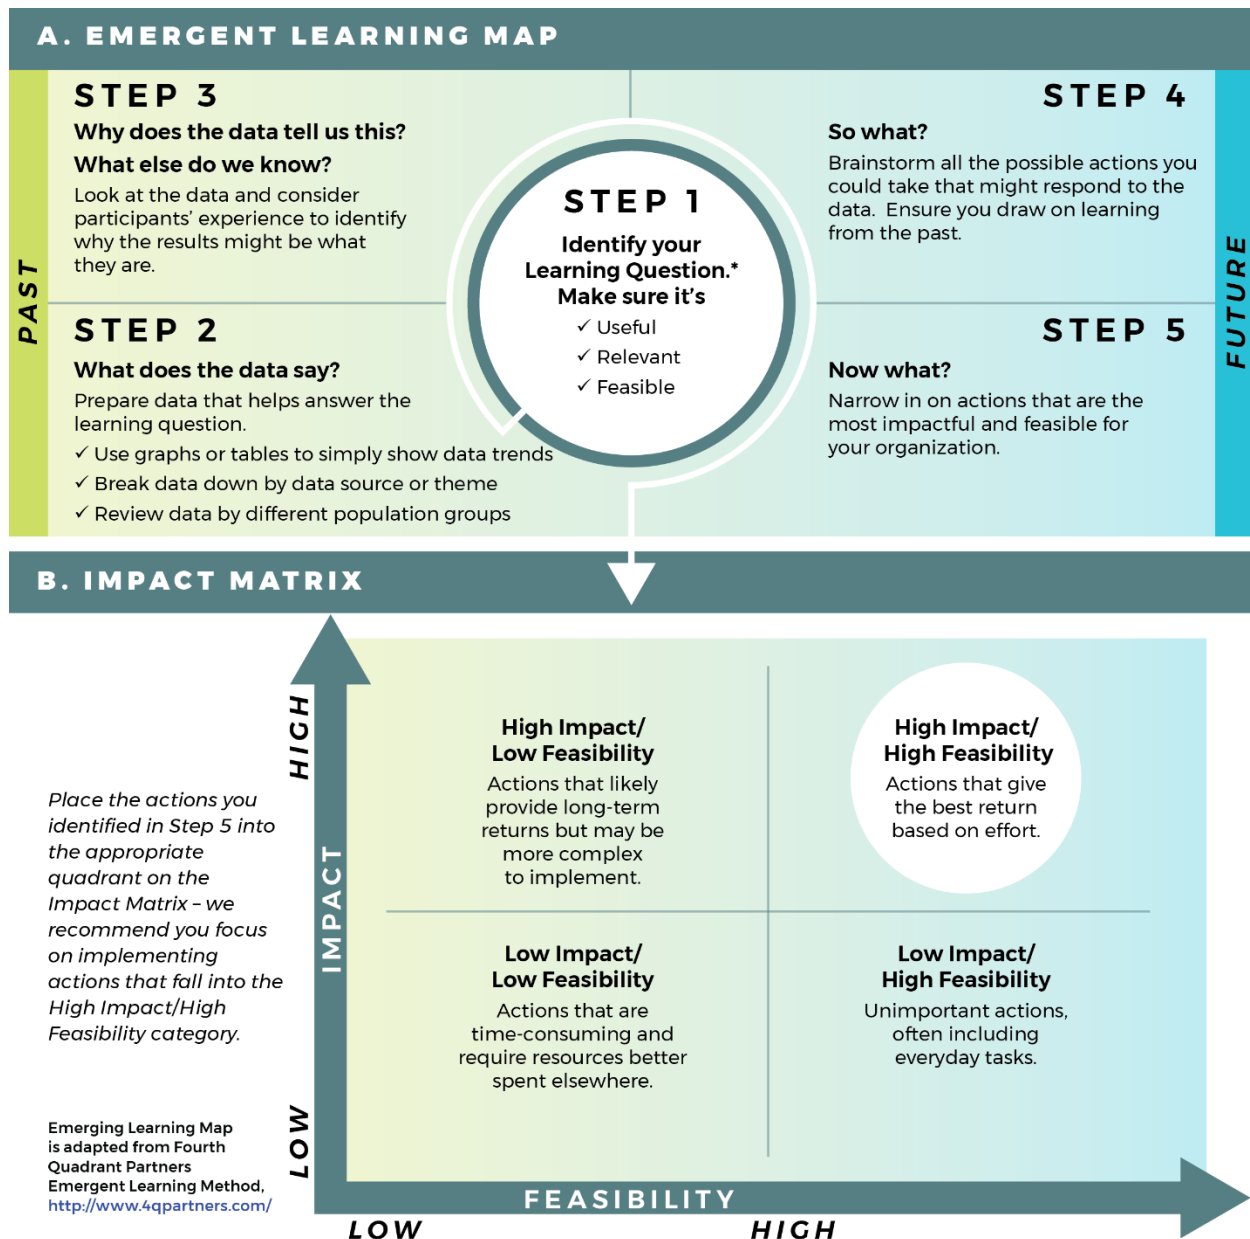 A. EMERGENT LEARNING MAP
PAST
STEP 3
Why does the data tell us this?
What else do we know?
Look at the data and consider
participants' experience to identify
why the results might be what
they are.
STEP 2
What does the data say?
Prepare data that helps answer the
learning question.
✓ Use graphs or tables to simply show data trends
✓ Break data down by data source or theme
✓ Review data by different population groups
STEP 1
Identify your
Learning Question.*
Make sure it's
✓ Useful
✓ Relevant
✓ Feasible
STEP 4
So what?
Brainstorm all the possible actions you
could take that might respond to the
data.  Ensure you draw on learning
from the past.
STEP 5
Now what?
Narrow in on actions that are the
most impactful and feasible for
your organization.
FUTURE
B. IMPACT MATRIX
Place the actions you
identified in Step 5 into
the appropriate
quadrant on the
Impact Matrix – we
recommend you focus
on implementing
actions that fall into the
High Impact/High
Feasibility category.
Emerging Learning Map
is adapted from Fourth
Quadrant Partners
Emergent Learning Method,
http://www.4qpartners.com/
HIGH
IMPACT
LOW
High Impact/
Low Feasibility
Actions that likely
provide long-term
returns but may be
more complex
to implement.
High Impact/
High Feasibility
Actions that give
the best return
based on effort.
Low Impact/
Low Feasibility
Actions that are
time-consuming and
require resources better
spent elsewhere.
Low Impact/
High Feasibility
Unimportant actions,
often including
everyday tasks.
FEASIBILITY
LOW
HIGH